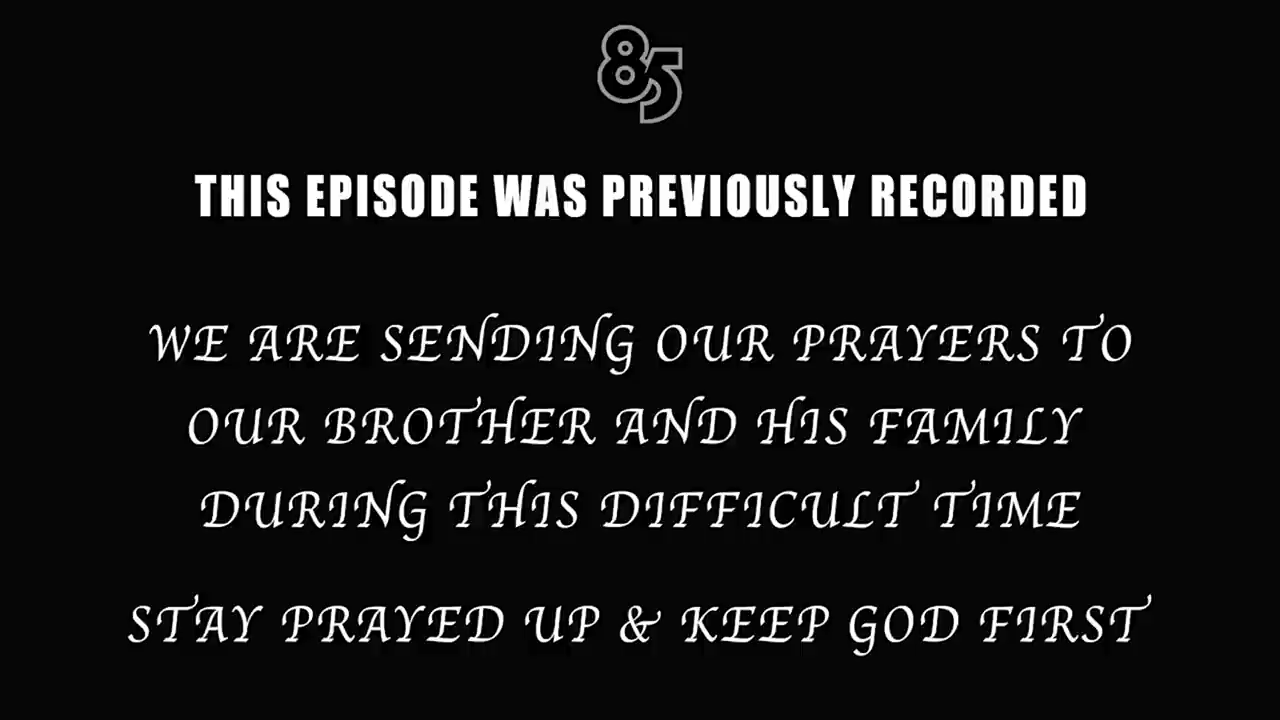 85
THIS EPISODE WAS PREVIOUSLY RECORDED
WE ARE SENDING OUR PRAYERS TO
OUR BROTHER AND HIS FAMILY
DURING THIS DIFFICULT TIME
STAY PRAYED UP & KEEP GOD FIRST